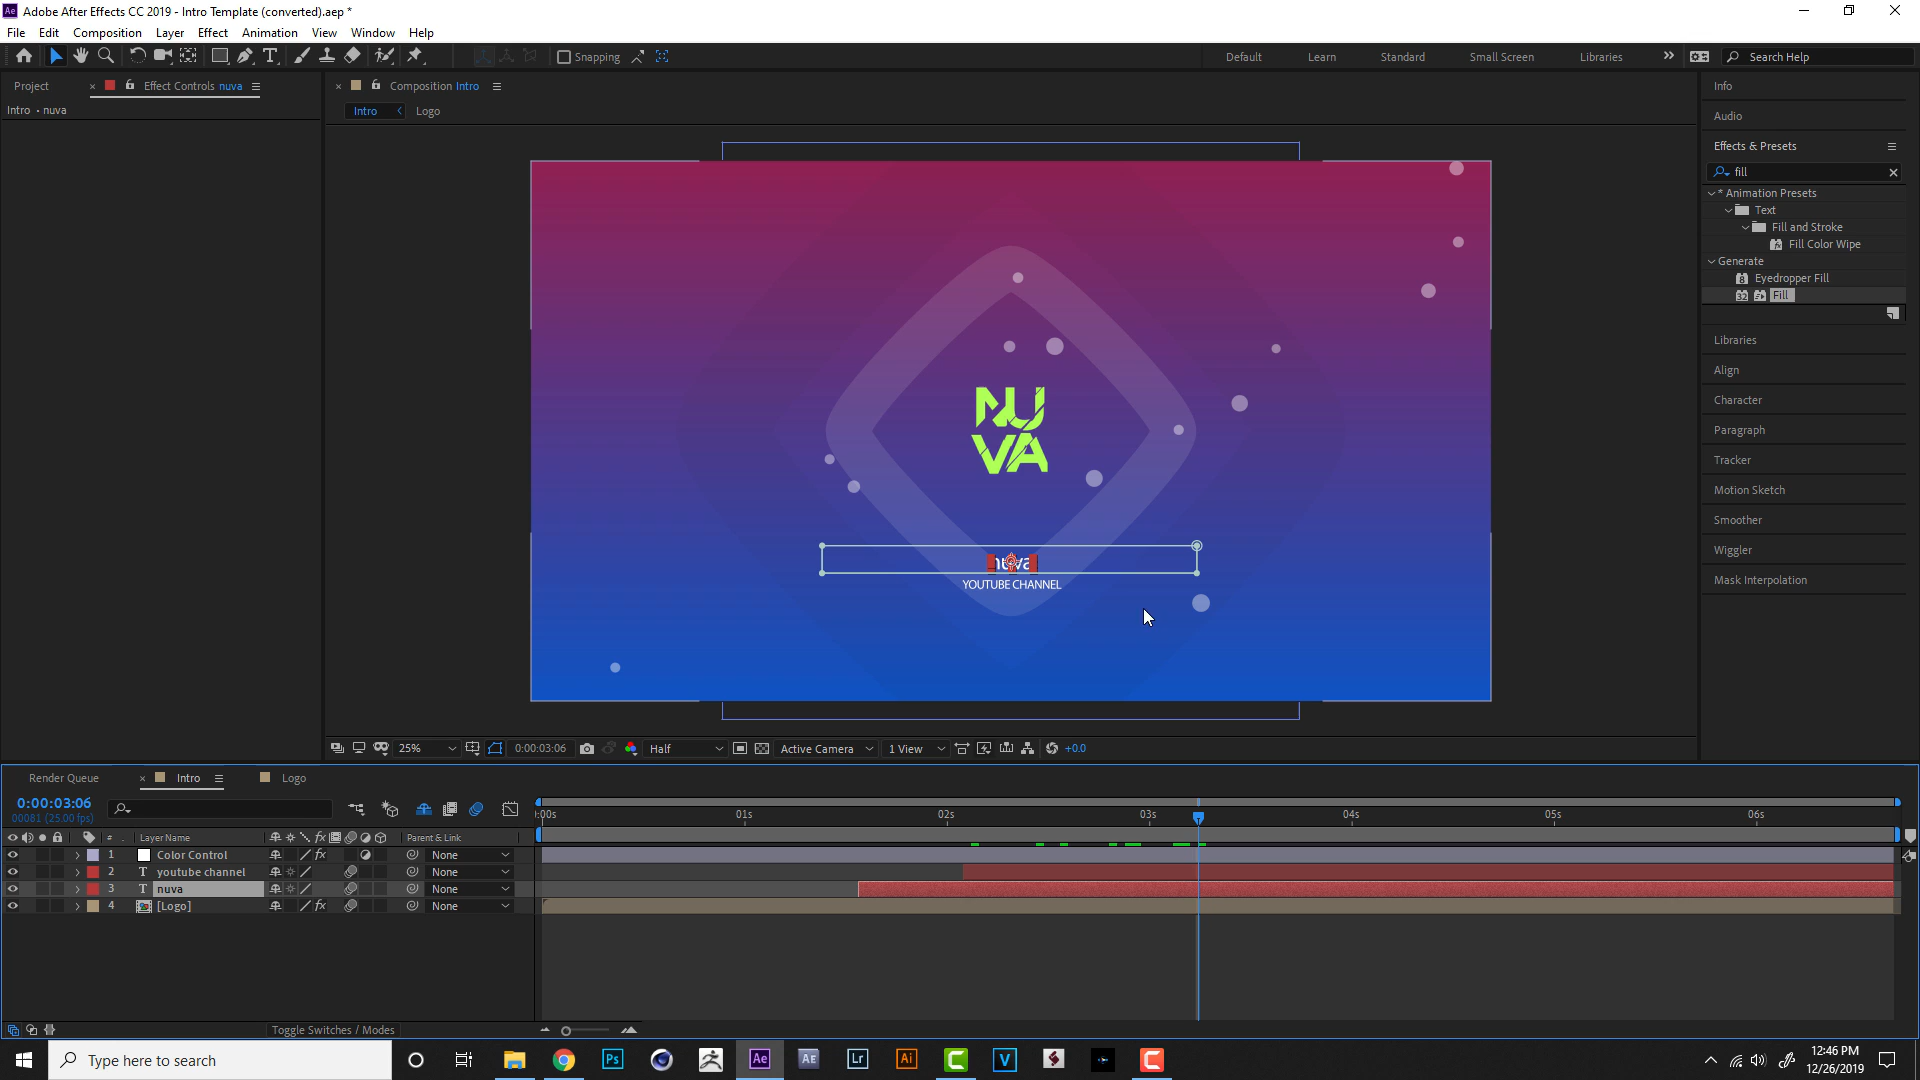 Adobe After Effects CC 2019 - Intro Template (converted).aep *
File Edit Composition Layer Effect Animation View Window Help
Snapping
Default Learn Standard Small Screen Libraries Search Help
Project Effect Controls nuva
Intro • nuva
Composition Intro
Intro Logo
NU
VA
nuva
YOUTUBE CHANNEL
Info
Audio
Effects & Presets
fill
* Animation Presets
Text
Fill and Stroke
Fill Color Wipe
Generate
Eyedropper Fill
32 Fill
Libraries
Align
Character
Paragraph
Tracker
Motion Sketch
Smoother
Wiggler
Mask Interpolation
25% 0:00:03:06 Half Active Camera 1 View +0.0
Render Queue Intro Logo
0:00:03:06
00081 (25.00 fps)
:00s 01s 02s 03s 04s 05s 06s
# Layer Name Parent & Link
1 Color Control None
2 T youtube channel None
3 T nuva None
4 [Logo] None
Toggle Switches / Modes
Type here to search
Ps Ae AE Lr Ai V
12:46 PM
12/26/2019